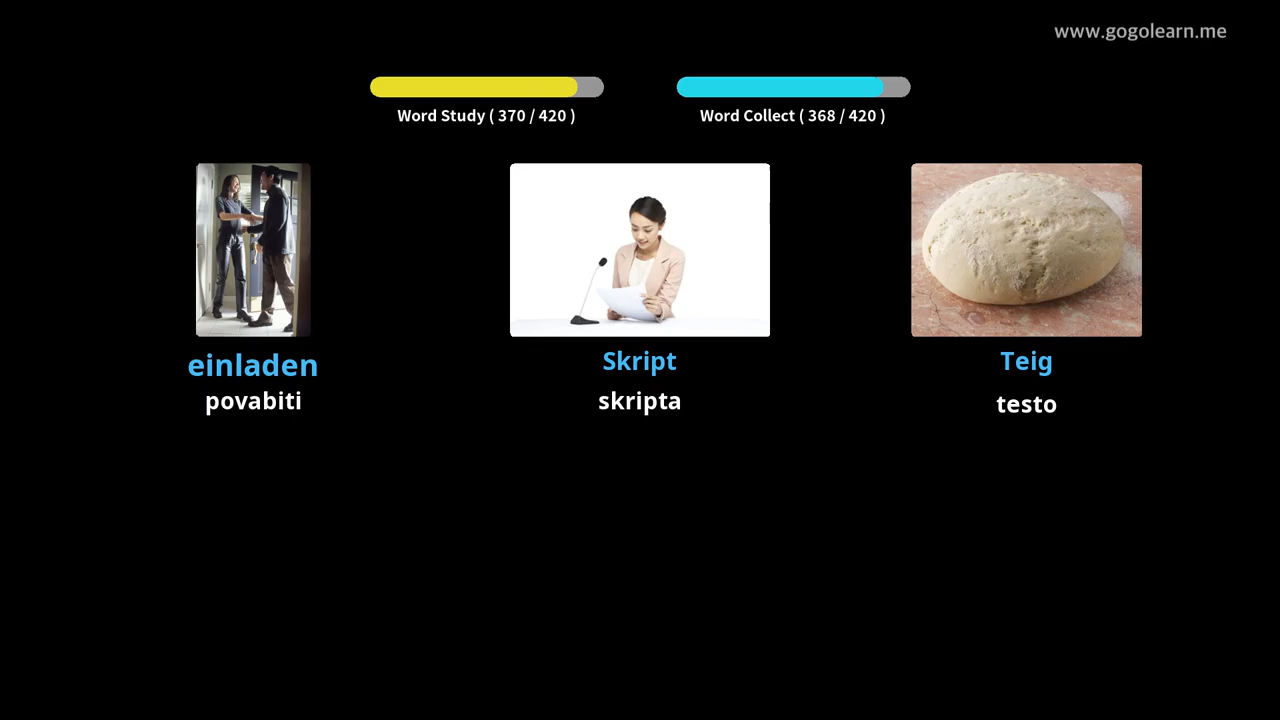 www.gogolearn.me
Word Study ( 370 / 420 )
Word Collect ( 368 / 420 )
einladen
povabiti
Skript
skripta
Teig
testo